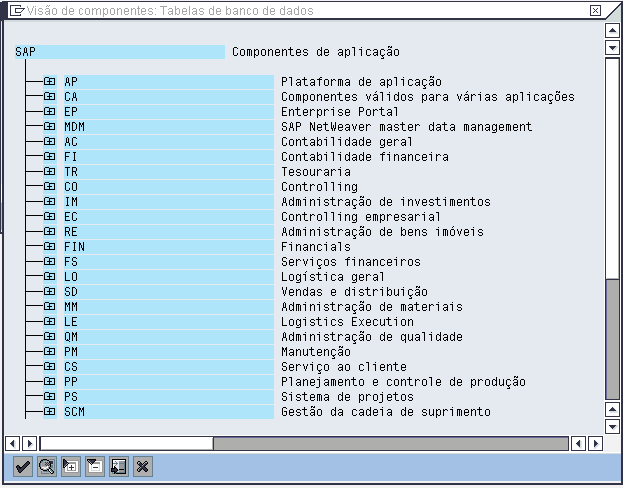 Visão de componentes: Tabelas de banco de dados
SAP Componentes de aplicação
AP Plataforma de aplicação
CA Componentes válidos para várias aplicações
EP Enterprise Portal
MDM SAP NetWeaver master data management
AC Contabilidade geral
FI Contabilidade financeira
TR Tesouraria
CO Controlling
IM Administração de investimentos
EC Controlling empresarial
RE Administração de bens imóveis
FIN Financials
FS Serviços financeiros
LO Logística geral
SD Vendas e distribuição
MM Administração de materiais
LE Logistics Execution
QM Administração de qualidade
PM Manutenção
CS Serviço ao cliente
PP Planejamento e controle de produção
PS Sistema de projetos
SCM Gestão da cadeia de suprimento